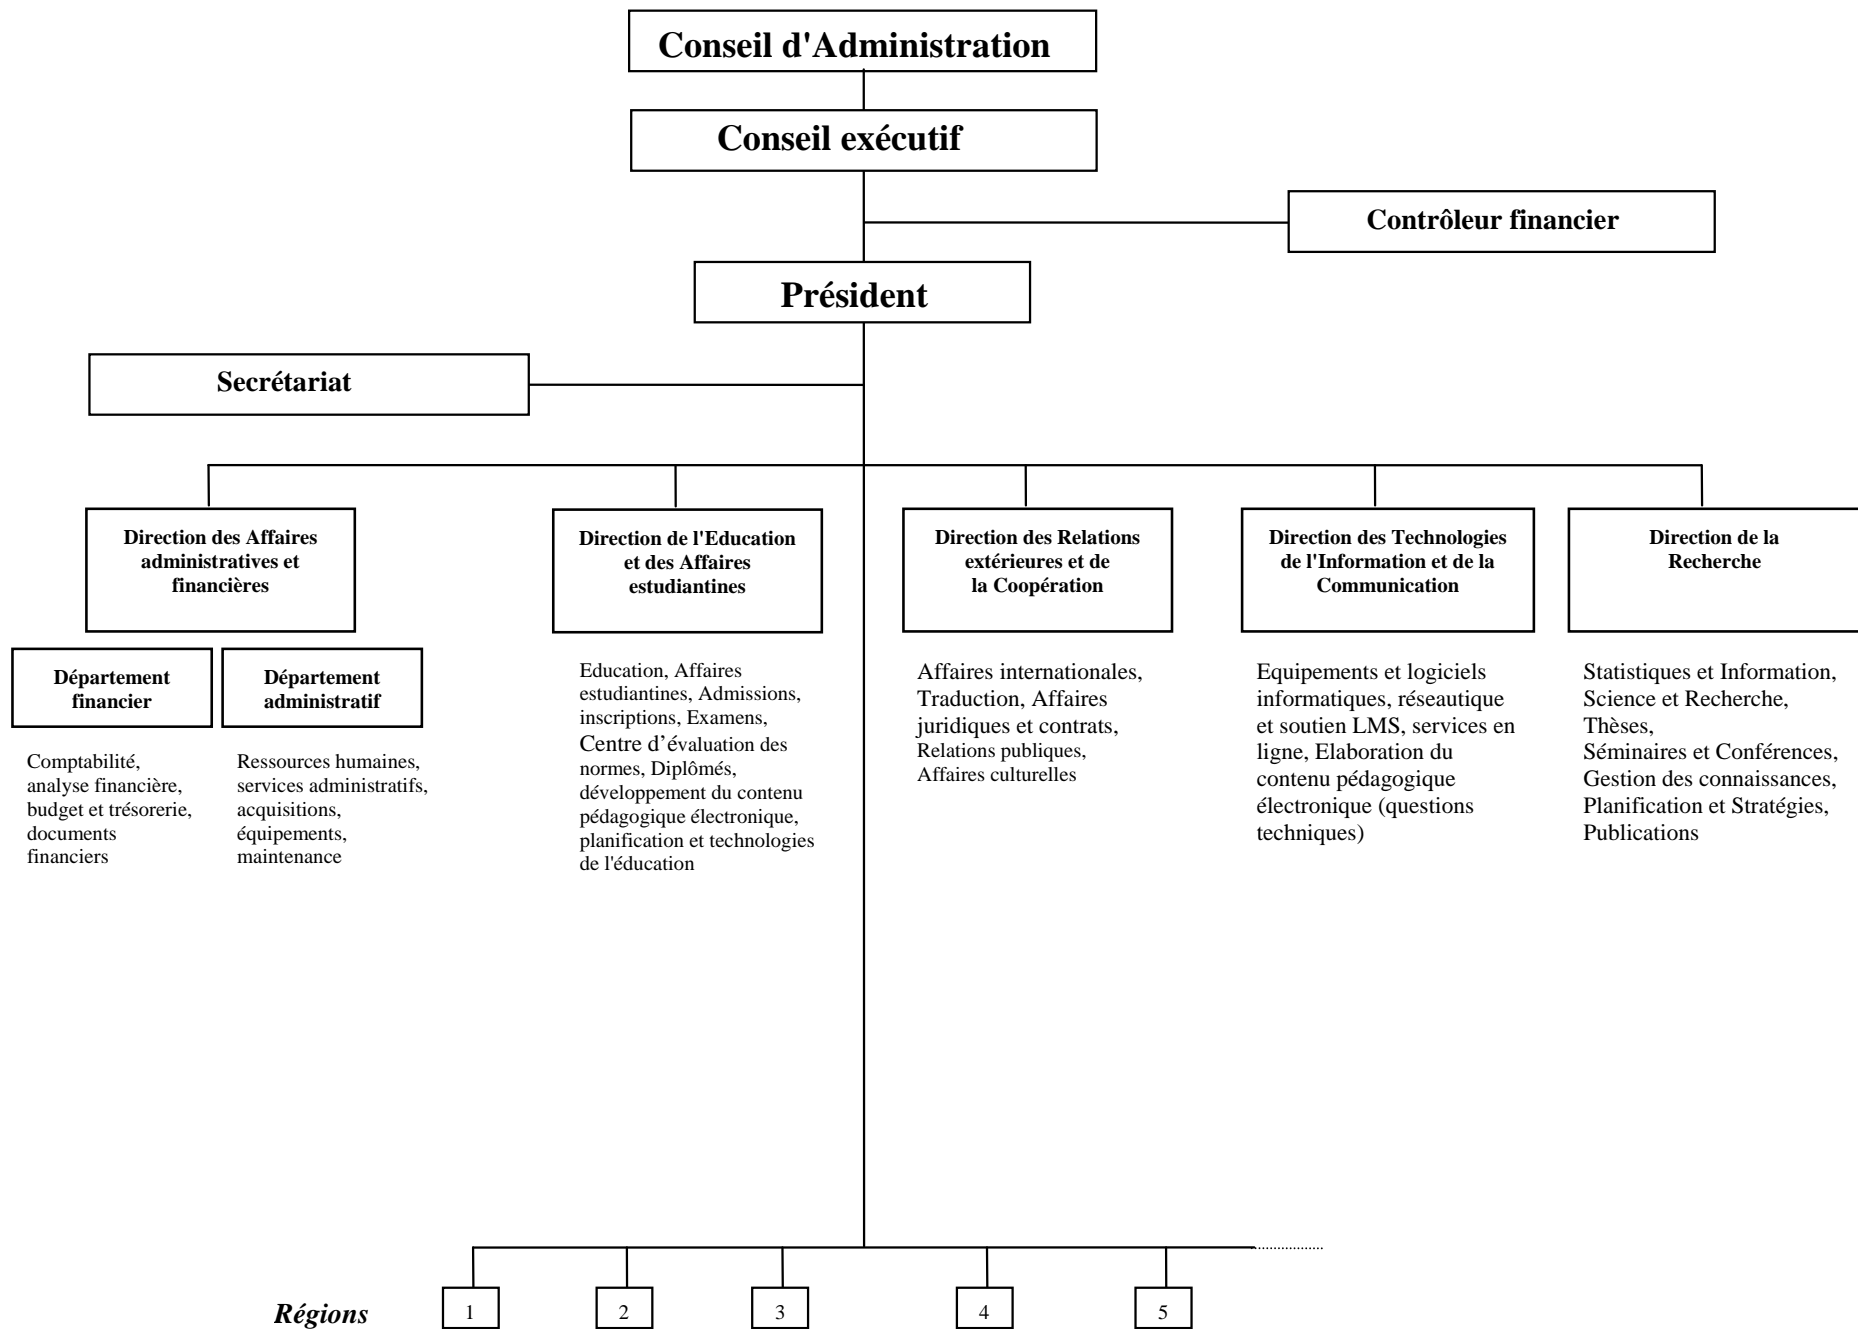 Conseil d'Administration
Conseil exécutif
Contrôleur financier
Président
Secrétariat
Direction des Affaires
administratives et
financières
Direction de l'Education
et des Affaires
estudiantines
Direction des Relations
extérieures et de
la Coopération
Direction des Technologies
de l'Information et de la
Communication
Direction de la
Recherche
Département
financier
Département
administratif
Comptabilité,
analyse financière,
budget et trésorerie,
documents
financiers
Ressources humaines,
services administratifs,
acquisitions,
équipements,
maintenance
Education, Affaires
estudiantines, Admissions,
inscriptions, Examens,
Centre d’évaluation des
normes, Diplômés,
développement du contenu
pédagogique électronique,
planification et technologies
de l'éducation
Affaires internationales,
Traduction, Affaires
juridiques et contrats,
Relations publiques,
Affaires culturelles
Equipements et logiciels
informatiques, réseautique
et soutien LMS, services en
ligne, Elaboration du
contenu pédagogique
électronique (questions
techniques)
Statistiques et Information,
Science et Recherche,
Thèses,
Séminaires et Conférences,
Gestion des connaissances,
Planification et Stratégies,
Publications
Régions
1
2
3
4
5